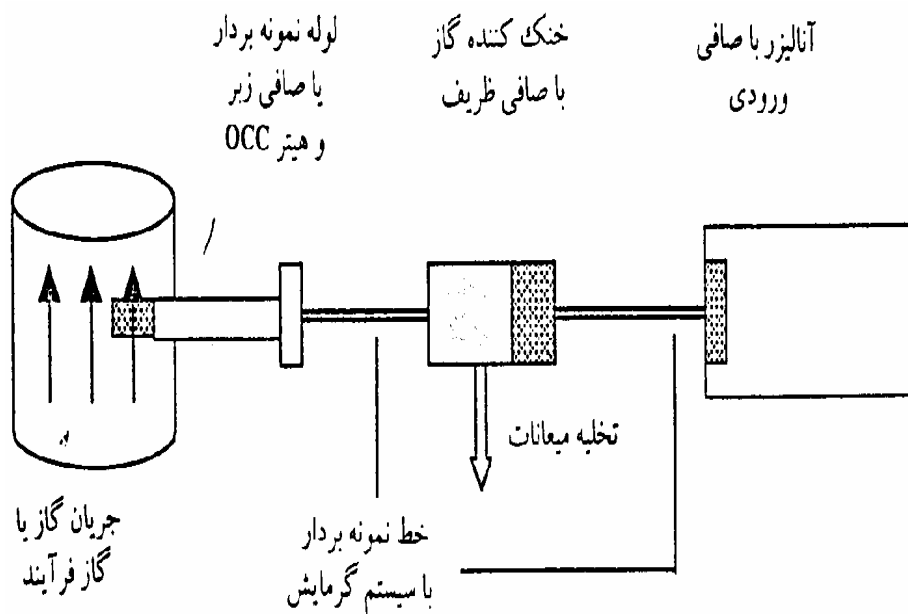 آنالیزر با صافی
ورودی
خنک کننده گاز
با صافی ظریف
لوله نمونه بردار
یا صافی زبر
و هیتر OCC
تخلیه میعانات
خط نمونه بردار
با سیستم گرمایش
جریان گاز یا
گاز فرآیند